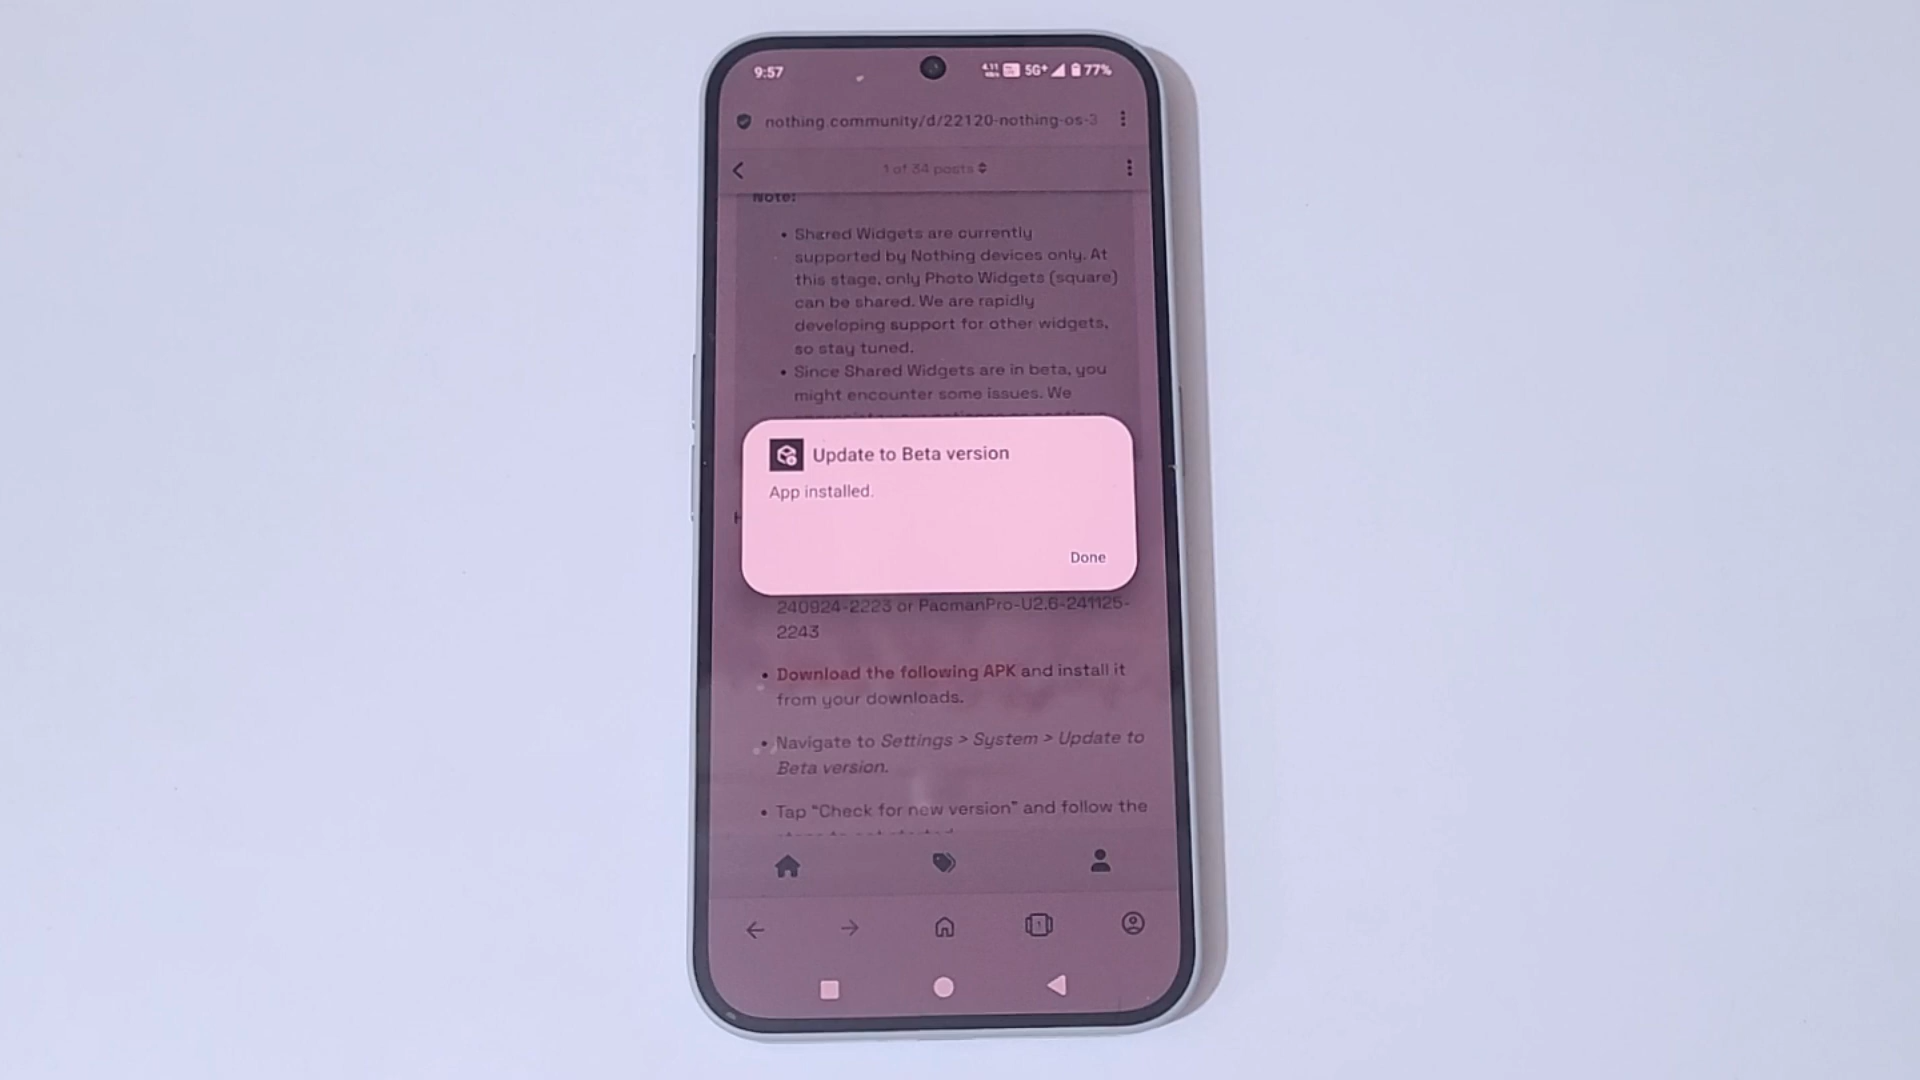 9:57
5G+ 77%
nothing.community/d/22120-nothing-os-3
1 of 34 posts
Note:
• Shared Widgets are currently
supported by Nothing devices only. At
this stage, only Photo Widgets (square)
can be shared. We are rapidly
developing support for other widgets,
so stay tuned.
• Since Shared Widgets are in beta, you
might encounter some issues. We
Update to Beta version
App installed.
Done
240924-2223 or PacmanPro-U2.6-241125-
2243
• Download the following APK and install it
from your downloads.
• Navigate to Settings > System > Update to
Beta version.
• Tap “Check for new version” and follow the